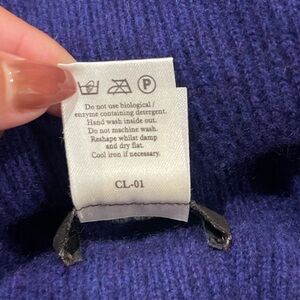 P
Do not use biological /
enzyme containing detergent.
Hand wash inside out.
Do not machine wash.
Reshape whilst damp
and dry flat.
Cool iron if necessary.
CL-01